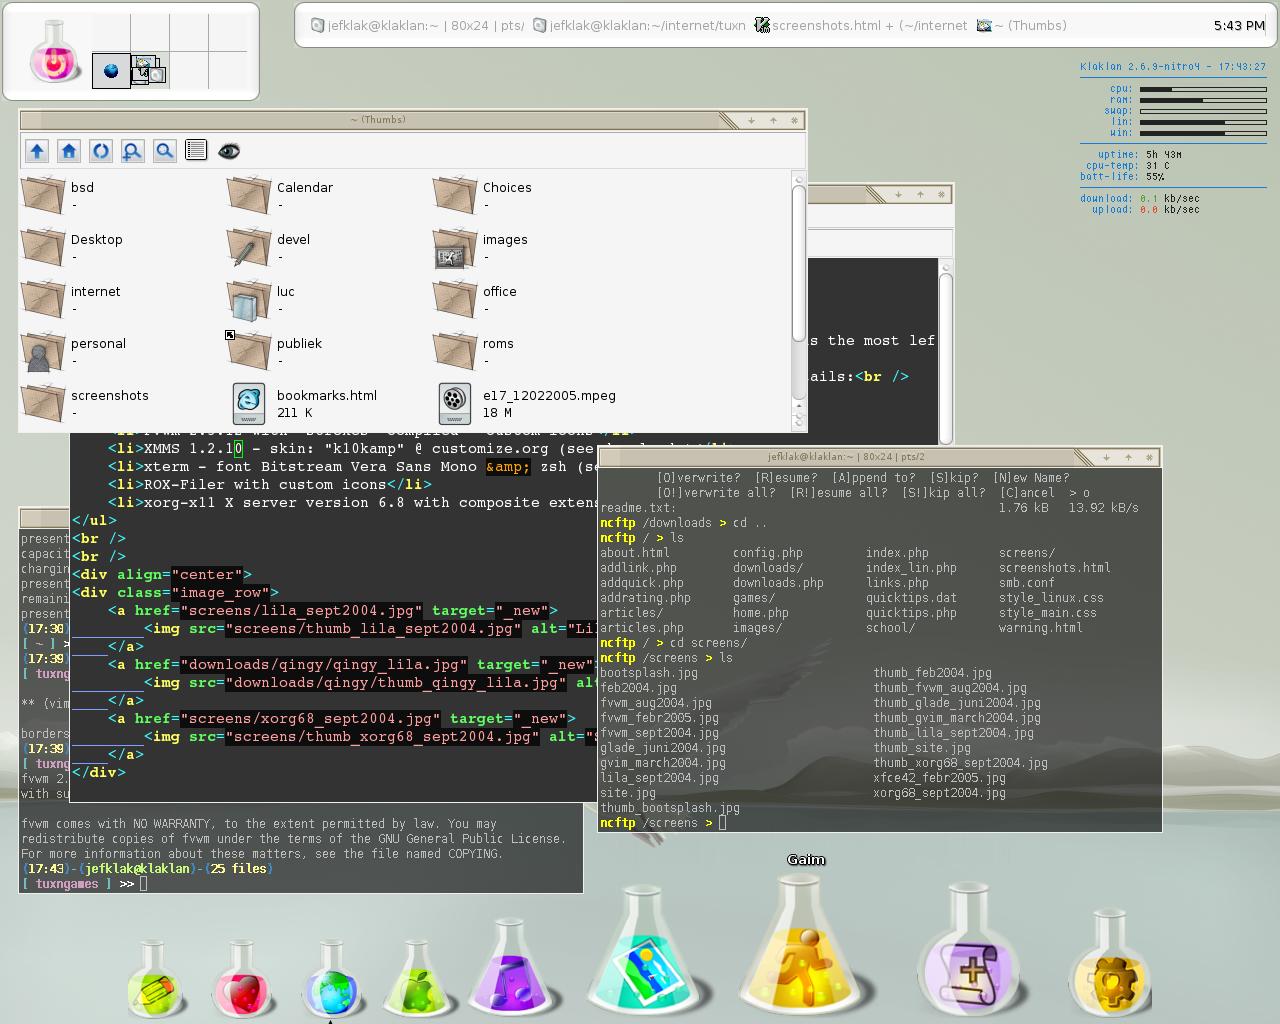 jefklak@klaklan:~ | 80x24 | pts/
jefklak@klaklan:~/internet/tuxn
screenshots.html + (~/internet
~ (Thumbs)
5:43 PM
Klaklan 2.6.9-nitro4 - 17:43:27
cpu:
ram:
swap:
lin:
win:
uptime: 5h 43m
cpu-temp: 31 C
batt-life: 55%
download: 0.1 kb/sec
upload: 0.0 kb/sec
~ (Thumbs)
bsd
-
Calendar
-
Choices
-
Desktop
-
devel
-
images
-
internet
-
luc
-
office
-
personal
-
publiek
-
roms
-
screenshots
-
bookmarks.html
211 K
e17_12022005.mpeg
18 M
s the most lef
ails:<br />
<li>XMMS 1.2.10 - skin: "k10kamp" @ customize.org (see
<li>xterm - font Bitstream Vera Sans Mono &amp; zsh (se
<li>ROX-Filer with custom icons</li>
<li>xorg-x11 X server version 6.8 with composite extens
</ul>
<br />
<br />
<div align="center">
<div class="image_row">
<a href="screens/lila_sept2004.jpg" target="_new">
<img src="screens/thumb_lila_sept2004.jpg" alt="Lil
</a>
<a href="downloads/qingy/qingy_lila.jpg" target="_new"
<img src="downloads/qingy/thumb_qingy_lila.jpg" alt
</a>
<a href="screens/xorg68_sept2004.jpg" target="_new">
<img src="screens/thumb_xorg68_sept2004.jpg" alt="
</a>
</div>
jefklak@klaklan:~ | 80x24 | pts/2
[O]verwrite? [R]esume? [A]ppend to? [S]kip? [N]ew Name?
[O!]verwrite all? [R!]esume all? [S!]kip all? [C]ancel > o
readme.txt: 1.76 kB 13.92 kB/s
ncftp /downloads > cd ..
ncftp / > ls
about.html config.php index.php screens/
addlink.php downloads/ index_lin.php screenshots.html
addquick.php downloads.php links.php smb.conf
addrating.php games/ quicktips.dat style_linux.css
articles/ home.php quicktips.php style_main.css
articles.php images/ school/ warning.html
ncftp / > cd screens/
ncftp /screens > ls
bootsplash.jpg thumb_feb2004.jpg
feb2004.jpg thumb_fvwm_aug2004.jpg
fvwm_aug2004.jpg thumb_glade_juni2004.jpg
fvwm_febr2005.jpg thumb_gvim_march2004.jpg
fvwm_sept2004.jpg thumb_lila_sept2004.jpg
glade_juni2004.jpg thumb_site.jpg
gvim_march2004.jpg thumb_xorg68_sept2004.jpg
lila_sept2004.jpg xfce42_febr2005.jpg
site.jpg xorg68_sept2004.jpg
thumb_bootsplash.jpg
ncftp /screens >
present
capacit
chargin
present
remaini
present
(17:38)
[ ~ ] >
(17:39)
[ tuxng
** (vim
borders
(17:39)
[ tuxng
fvwm 2.
with su
fvwm comes with NO WARRANTY, to the extent permitted by law. You may
redistribute copies of fvwm under the terms of the GNU General Public License.
For more information about these matters, see the file named COPYING.
(17:43)-(jefklak@klaklan)-(25 files)
[ tuxngames ] >>
Gaim